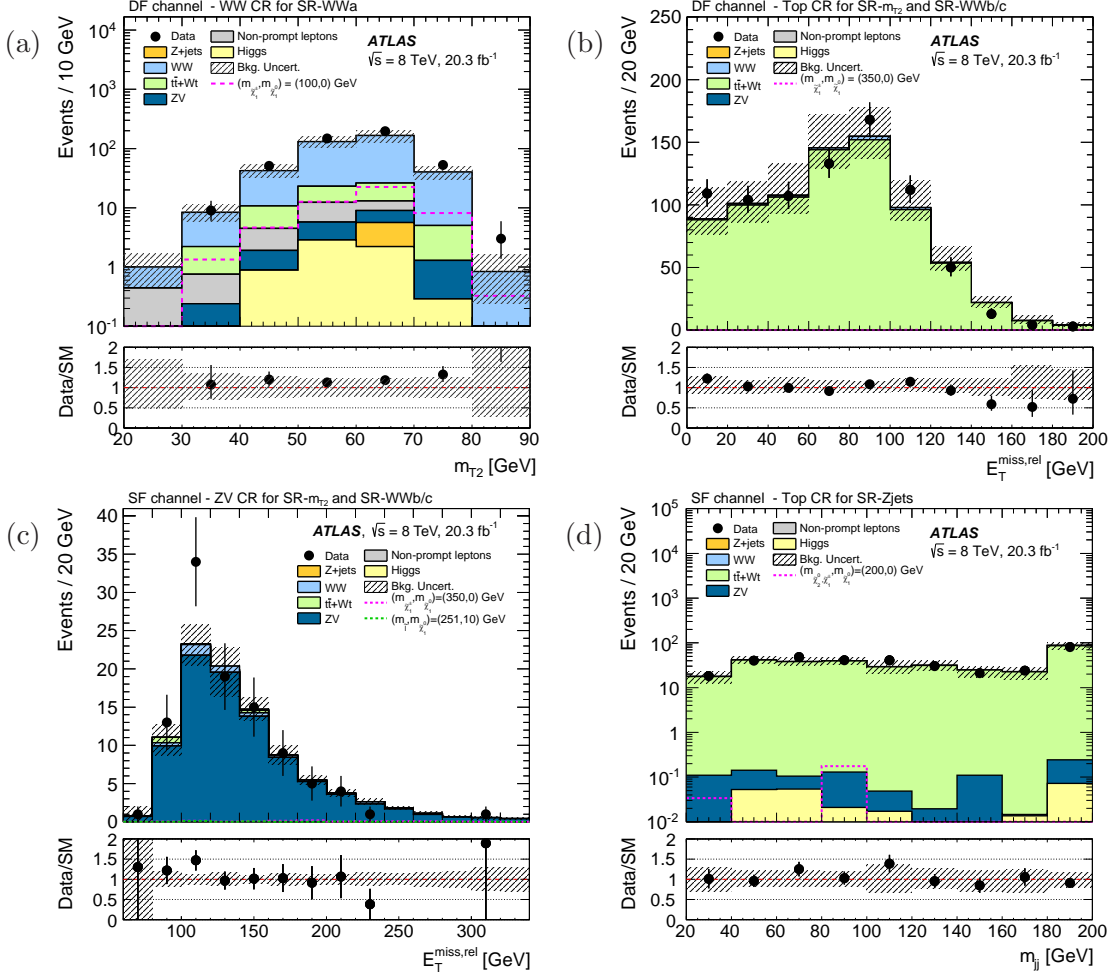 (a)
DF channel - WW CR for SR-WWa
Events / 10 GeV
10⁴
10³
10²
10
1
10⁻¹
Data
Z+jets
WW
tt̄+Wt
ZV
Non-prompt leptons
Higgs
Bkg. Uncert.
(m_χ̃₁±, m_χ̃₁⁰) = (100,0) GeV
ATLAS
√s = 8 TeV, 20.3 fb⁻¹
Data/SM
2
1.5
1
0.5
20 30 40 50 60 70 80 90
m_T2 [GeV]
(b)
DF channel - Top CR for SR-m_T2 and SR-WWb/c
Events / 20 GeV
250
200
150
100
50
0
Data
Z+jets
WW
tt̄+Wt
ZV
Non-prompt leptons
Higgs
Bkg. Uncert.
(m_χ̃₁±, m_χ̃₁⁰) = (350,0) GeV
ATLAS
√s = 8 TeV, 20.3 fb⁻¹
Data/SM
2
1.5
1
0.5
0
0 20 40 60 80 100 120 140 160 180 200
E_T^miss,rel [GeV]
(c)
SF channel - ZV CR for SR-m_T2 and SR-WWb/c
Events / 20 GeV
40
35
30
25
20
15
10
5
0
Data
Z+jets
WW
tt̄+Wt
ZV
ATLAS, √s = 8 TeV, 20.3 fb⁻¹
Non-prompt leptons
Higgs
Bkg. Uncert.
(m_χ̃₁±, m_χ̃₁⁰)=(350,0) GeV
(m_l̃, m_χ̃₁⁰)=(251,10) GeV
Data/SM
2
1.5
1
0.5
0
100 150 200 250 300
E_T^miss,rel [GeV]
(d)
SF channel - Top CR for SR-Zjets
Events / 20 GeV
10⁵
10⁴
10³
10²
10
1
10⁻¹
10⁻²
Data
Z+jets
WW
tt̄+Wt
ZV
Non-prompt leptons
Higgs
Bkg. Uncert.
(m_χ̃₂⁰,χ̃₁±, m_χ̃₁⁰)=(200,0) GeV
ATLAS
√s = 8 TeV, 20.3 fb⁻¹
Data/SM
2
1.5
1
0.5
0
20 40 60 80 100 120 140 160 180 200
m_jj [GeV]